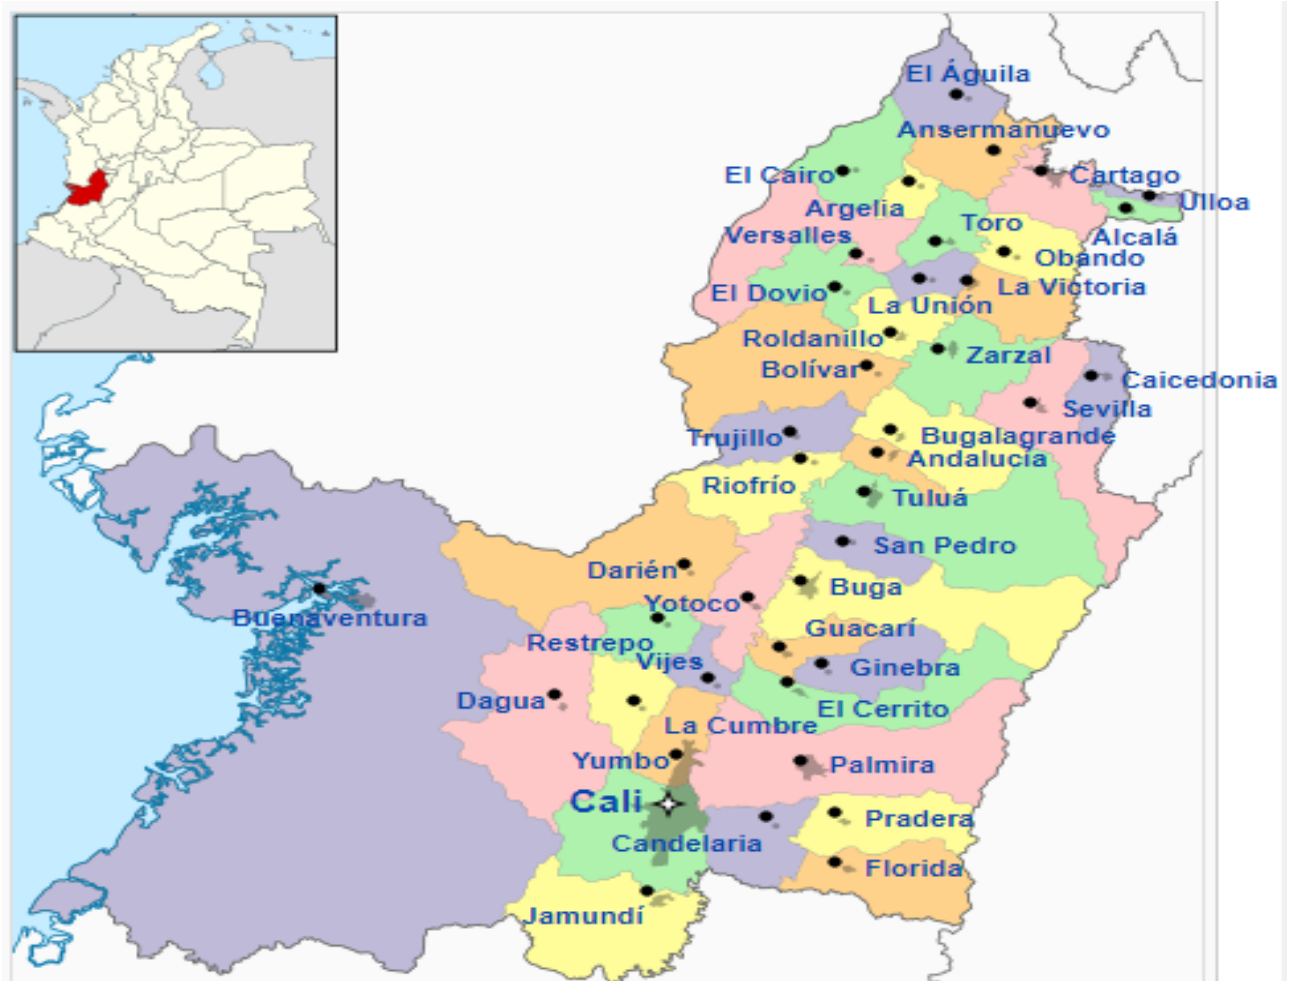 El Águila
Ansermanuevo
El Cairo
Cartago
Ulloa
Argelia
Toro
Versalles
Alcalá
Obando
El Dovio
La Victoria
La Unión
Roldanillo
Zarzal
Bolívar
Caicedonia
Sevilla
Trujillo
Bugalagrande
Andalucía
Riofrío
Tuluá
San Pedro
Darién
Buga
Yotoco
Buenaventura
Guacarí
Restrepo
Vijes
Ginebra
Dagua
El Cerrito
La Cumbre
Yumbo
Palmira
Cali
Pradera
Candelaria
Florida
Jamundí